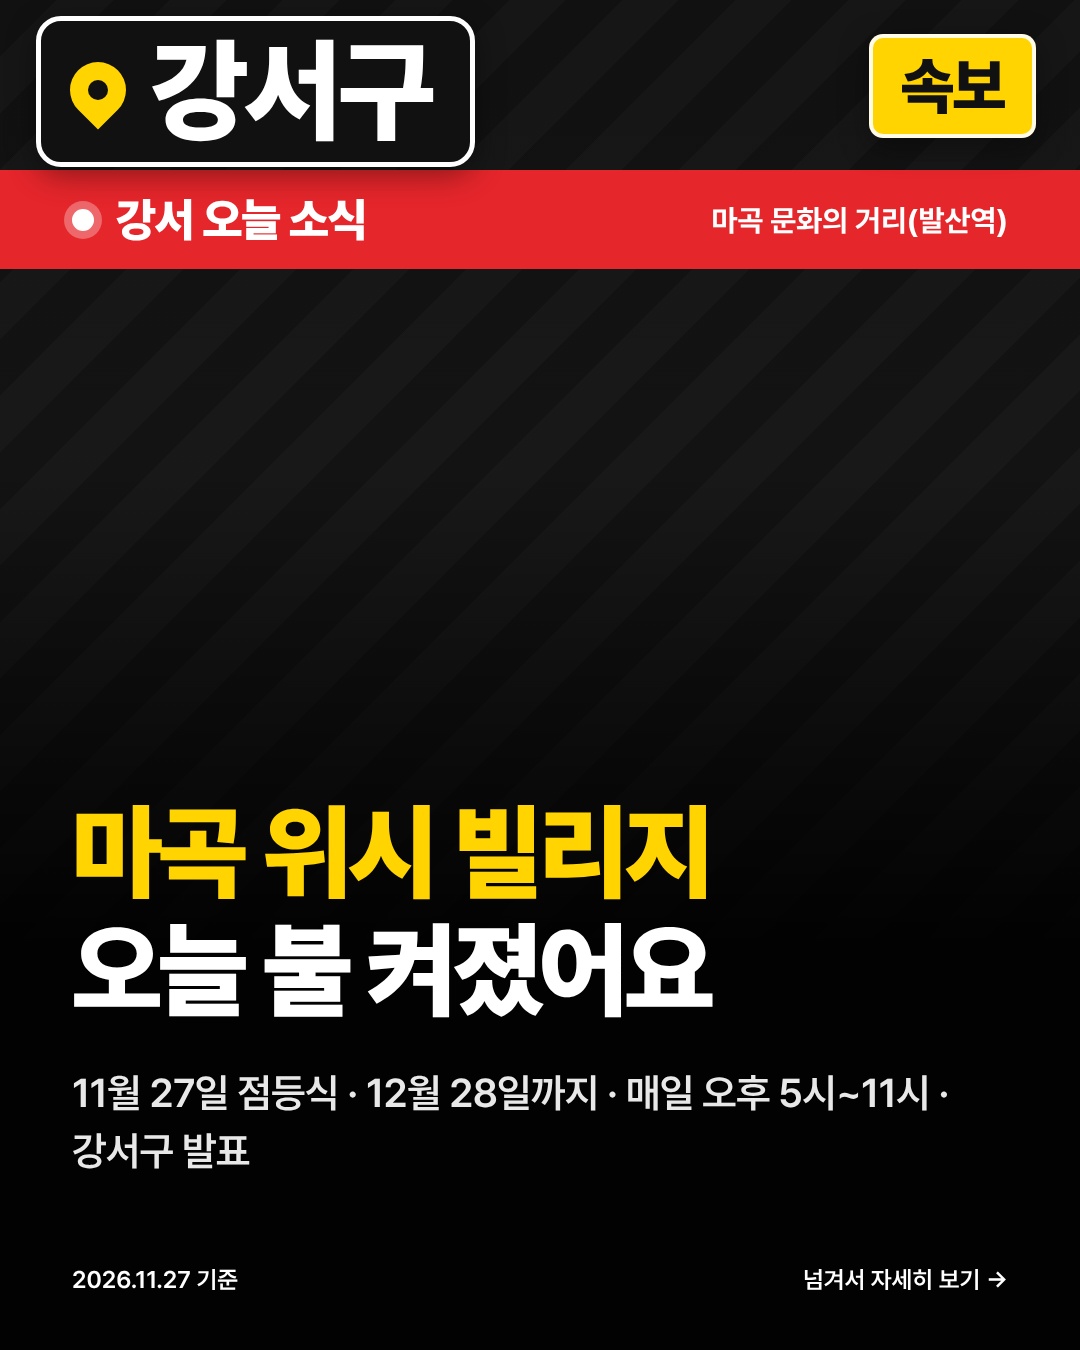 강서구
속보
강서 오늘 소식
마곡 문화의 거리(발산역)
마곡 위시 빌리지
오늘 불 켜졌어요
11월 27일 점등식 · 12월 28일까지 · 매일 오후 5시~11시 ·
강서구 발표
2026.11.27 기준
넘겨서 자세히 보기 →